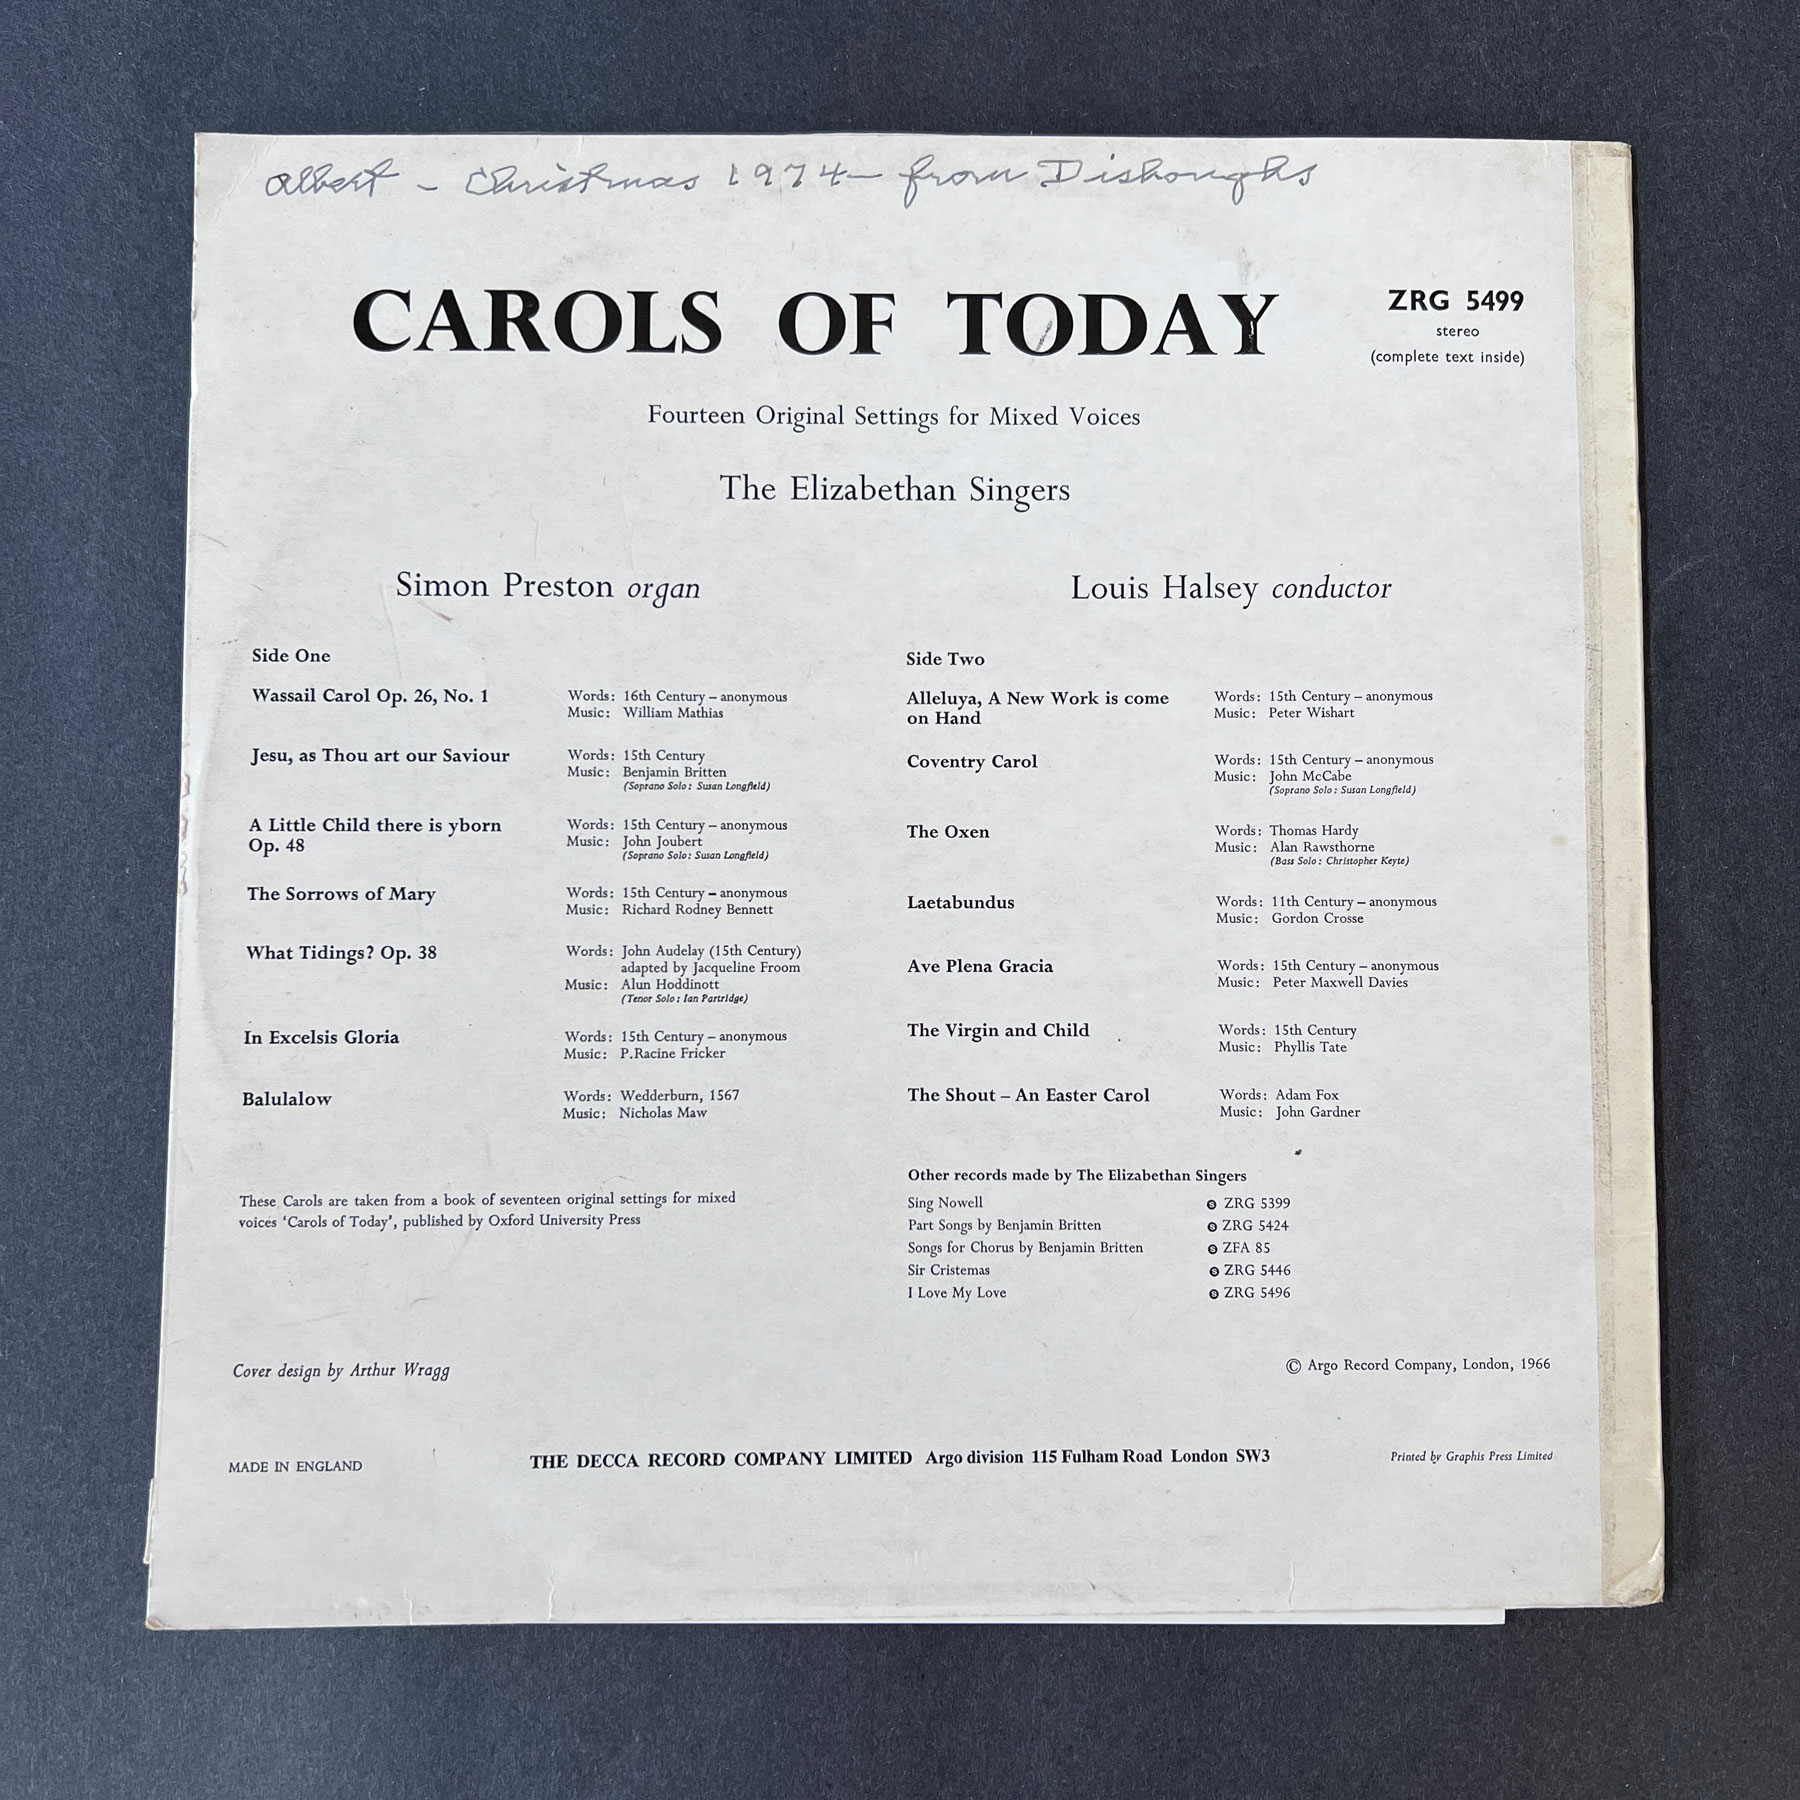 Albert - Christmas 1974 - from Dishoughs
CAROLS OF TODAY
ZRG 5499
stereo
(complete text inside)
Fourteen Original Settings for Mixed Voices
The Elizabethan Singers
Simon Preston organ
Louis Halsey conductor
Side One
Wassail Carol Op. 26, No. 1
Words: 16th Century – anonymous
Music: William Mathias
Jesu, as Thou art our Saviour
Words: 15th Century
Music: Benjamin Britten
(Soprano Solo: Susan Longfield)
A Little Child there is yborn
Op. 48
Words: 15th Century – anonymous
Music: John Joubert
(Soprano Solo: Susan Longfield)
The Sorrows of Mary
Words: 15th Century – anonymous
Music: Richard Rodney Bennett
What Tidings? Op. 38
Words: John Audelay (15th Century)
adapted by Jacqueline Froom
Music: Alun Hoddinott
(Tenor Solo: Ian Partridge)
In Excelsis Gloria
Words: 15th Century – anonymous
Music: P.Racine Fricker
Balulalow
Words: Wedderburn, 1567
Music: Nicholas Maw
These Carols are taken from a book of seventeen original settings for mixed
voices ‘Carols of Today’, published by Oxford University Press
Side Two
Alleluya, A New Work is come
on Hand
Words: 15th Century – anonymous
Music: Peter Wishart
Coventry Carol
Words: 15th Century – anonymous
Music: John McCabe
(Soprano Solo: Susan Longfield)
The Oxen
Words: Thomas Hardy
Music: Alan Rawsthorne
(Bass Solo: Christopher Keyte)
Laetabundus
Words: 11th Century – anonymous
Music: Gordon Crosse
Ave Plena Gracia
Words: 15th Century – anonymous
Music: Peter Maxwell Davies
The Virgin and Child
Words: 15th Century
Music: Phyllis Tate
The Shout – An Easter Carol
Words: Adam Fox
Music: John Gardner
Other records made by The Elizabethan Singers
Sing Nowell Ⓢ ZRG 5399
Part Songs by Benjamin Britten Ⓢ ZRG 5424
Songs for Chorus by Benjamin Britten Ⓢ ZFA 85
Sir Cristemas Ⓢ ZRG 5446
I Love My Love Ⓢ ZRG 5496
Cover design by Arthur Wragg
© Argo Record Company, London, 1966
MADE IN ENGLAND
THE DECCA RECORD COMPANY LIMITED Argo division 115 Fulham Road London SW3
Printed by Graphis Press Limited